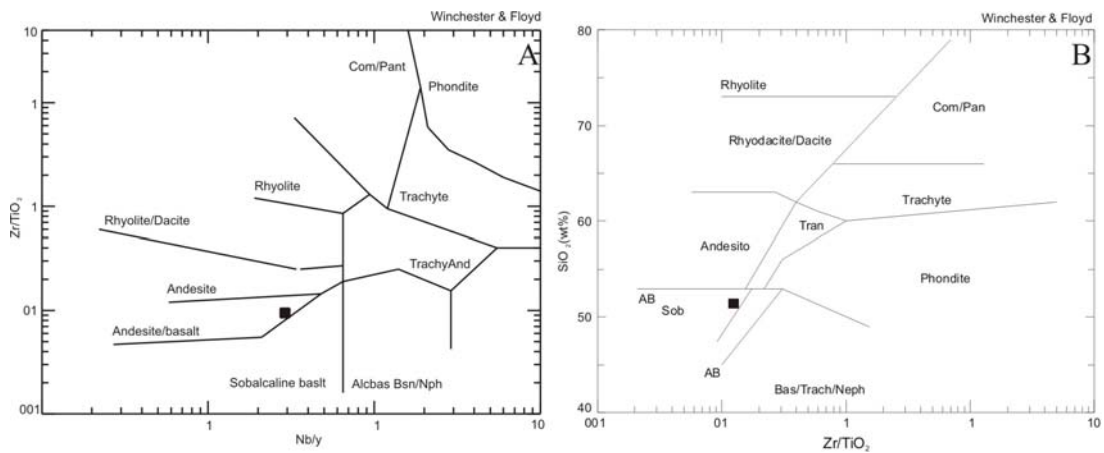 Winchester & Floyd
A
10
1
1
01
001
Zr/TiO2
Com/Pant
Phondite
Rhyolite
Trachyte
Rhyolite/Dacite
TrachyAnd
Andesite
Andesite/basalt
Sobalcaline baslt
Alcbas Bsn/Nph
1
1
10
Nb/y
Winchester & Floyd
B
80
70
60
50
40
SiO2(wt%)
Rhyolite
Com/Pan
Rhyodacite/Dacite
Trachyte
Tran
Andesito
Phondite
AB
Sob
AB
Bas/Trach/Neph
001
01
1
1
10
Zr/TiO2